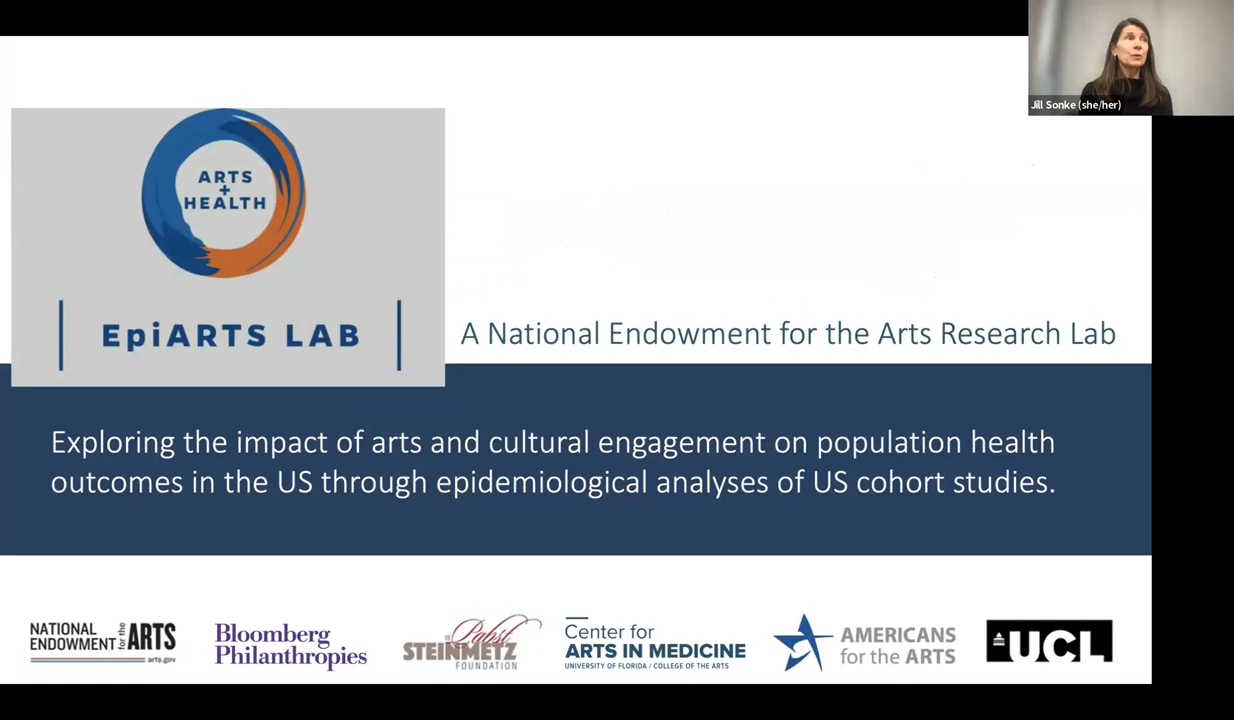 Jill Sonke (she/her)
ARTS
+
HEALTH
EpiARTS LAB
A National Endowment for the Arts Research Lab
Exploring the impact of arts and cultural engagement on population health
outcomes in the US through epidemiological analyses of US cohort studies.
NATIONAL
ENDOWMENT for the ARTS
arts.gov
Bloomberg
Philanthropies
THE Pabst
STEINMETZ
FOUNDATION
Center for
ARTS IN MEDICINE
UNIVERSITY OF FLORIDA / COLLEGE OF THE ARTS
AMERICANS
for the ARTS
UCL